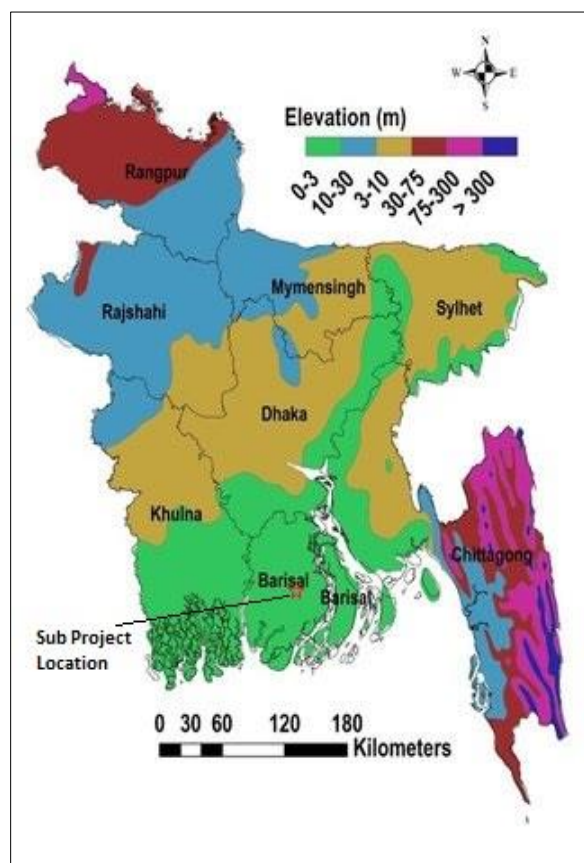 N
W E
S
Elevation (m)
0-3
10-30
3-10
30-75
75-300
> 300
Rangpur
Rajshahi
Mymensingh
Sylhet
Dhaka
Khulna
Chittagong
Barisal
Barisal
Sub Project
Location
0 30 60 120 180
Kilometers